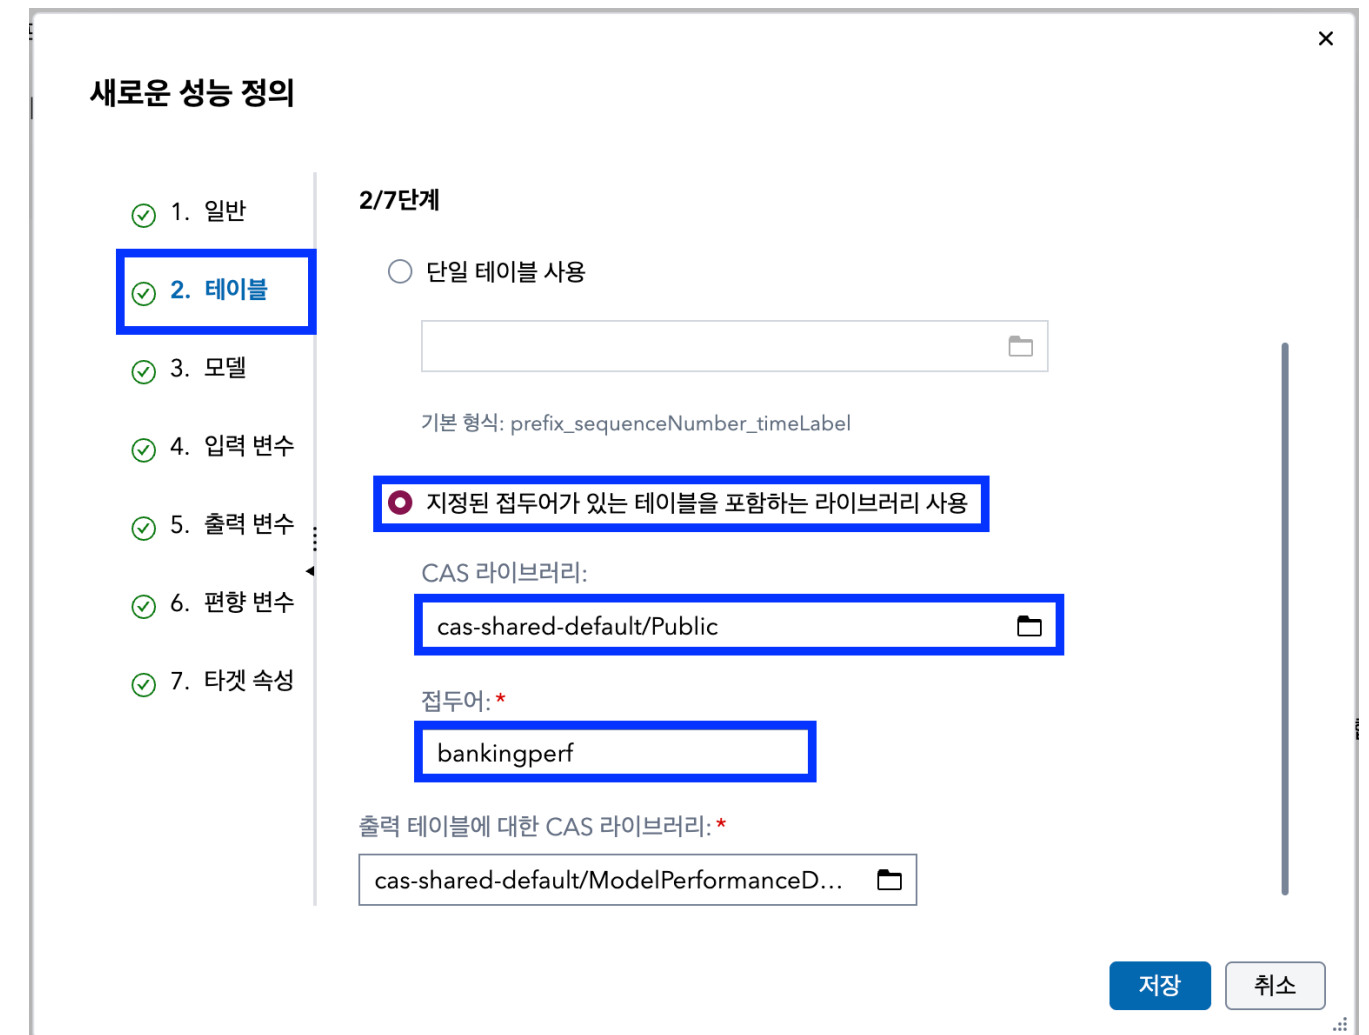 새로운 성능 정의
1. 일반
2. 테이블
3. 모델
4. 입력 변수
5. 출력 변수
6. 편향 변수
7. 타겟 속성
2/7단계
단일 테이블 사용
기본 형식: prefix_sequenceNumber_timeLabel
지정된 접두어가 있는 테이블을 포함하는 라이브러리 사용
CAS 라이브러리:
cas-shared-default/Public
접두어: *
bankingperf
출력 테이블에 대한 CAS 라이브러리: *
cas-shared-default/ModelPerformanceD...
저장
취소